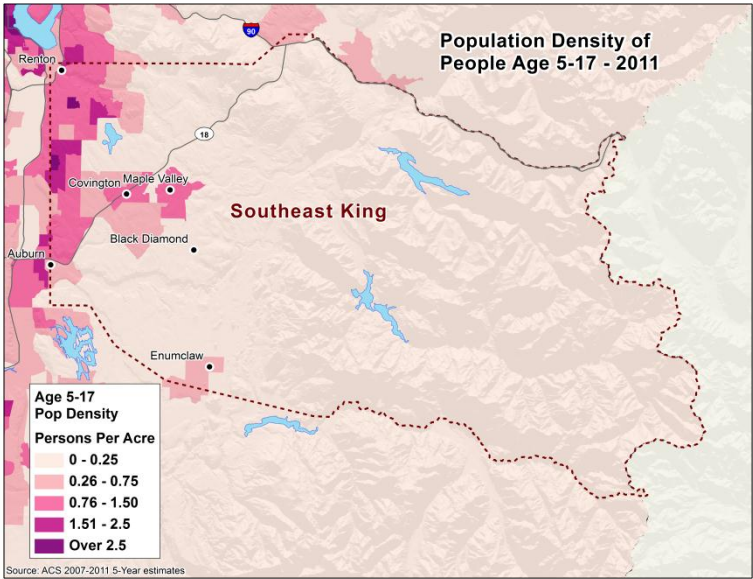 Population Density of
People Age 5-17 - 2011
90
Renton
18
Covington
Maple Valley
Southeast King
Black Diamond
Auburn
Enumclaw
Age 5-17
Pop Density
Persons Per Acre
0 - 0.25
0.26 - 0.75
0.76 - 1.50
1.51 - 2.5
Over 2.5
Source: ACS 2007-2011 5-Year estimates